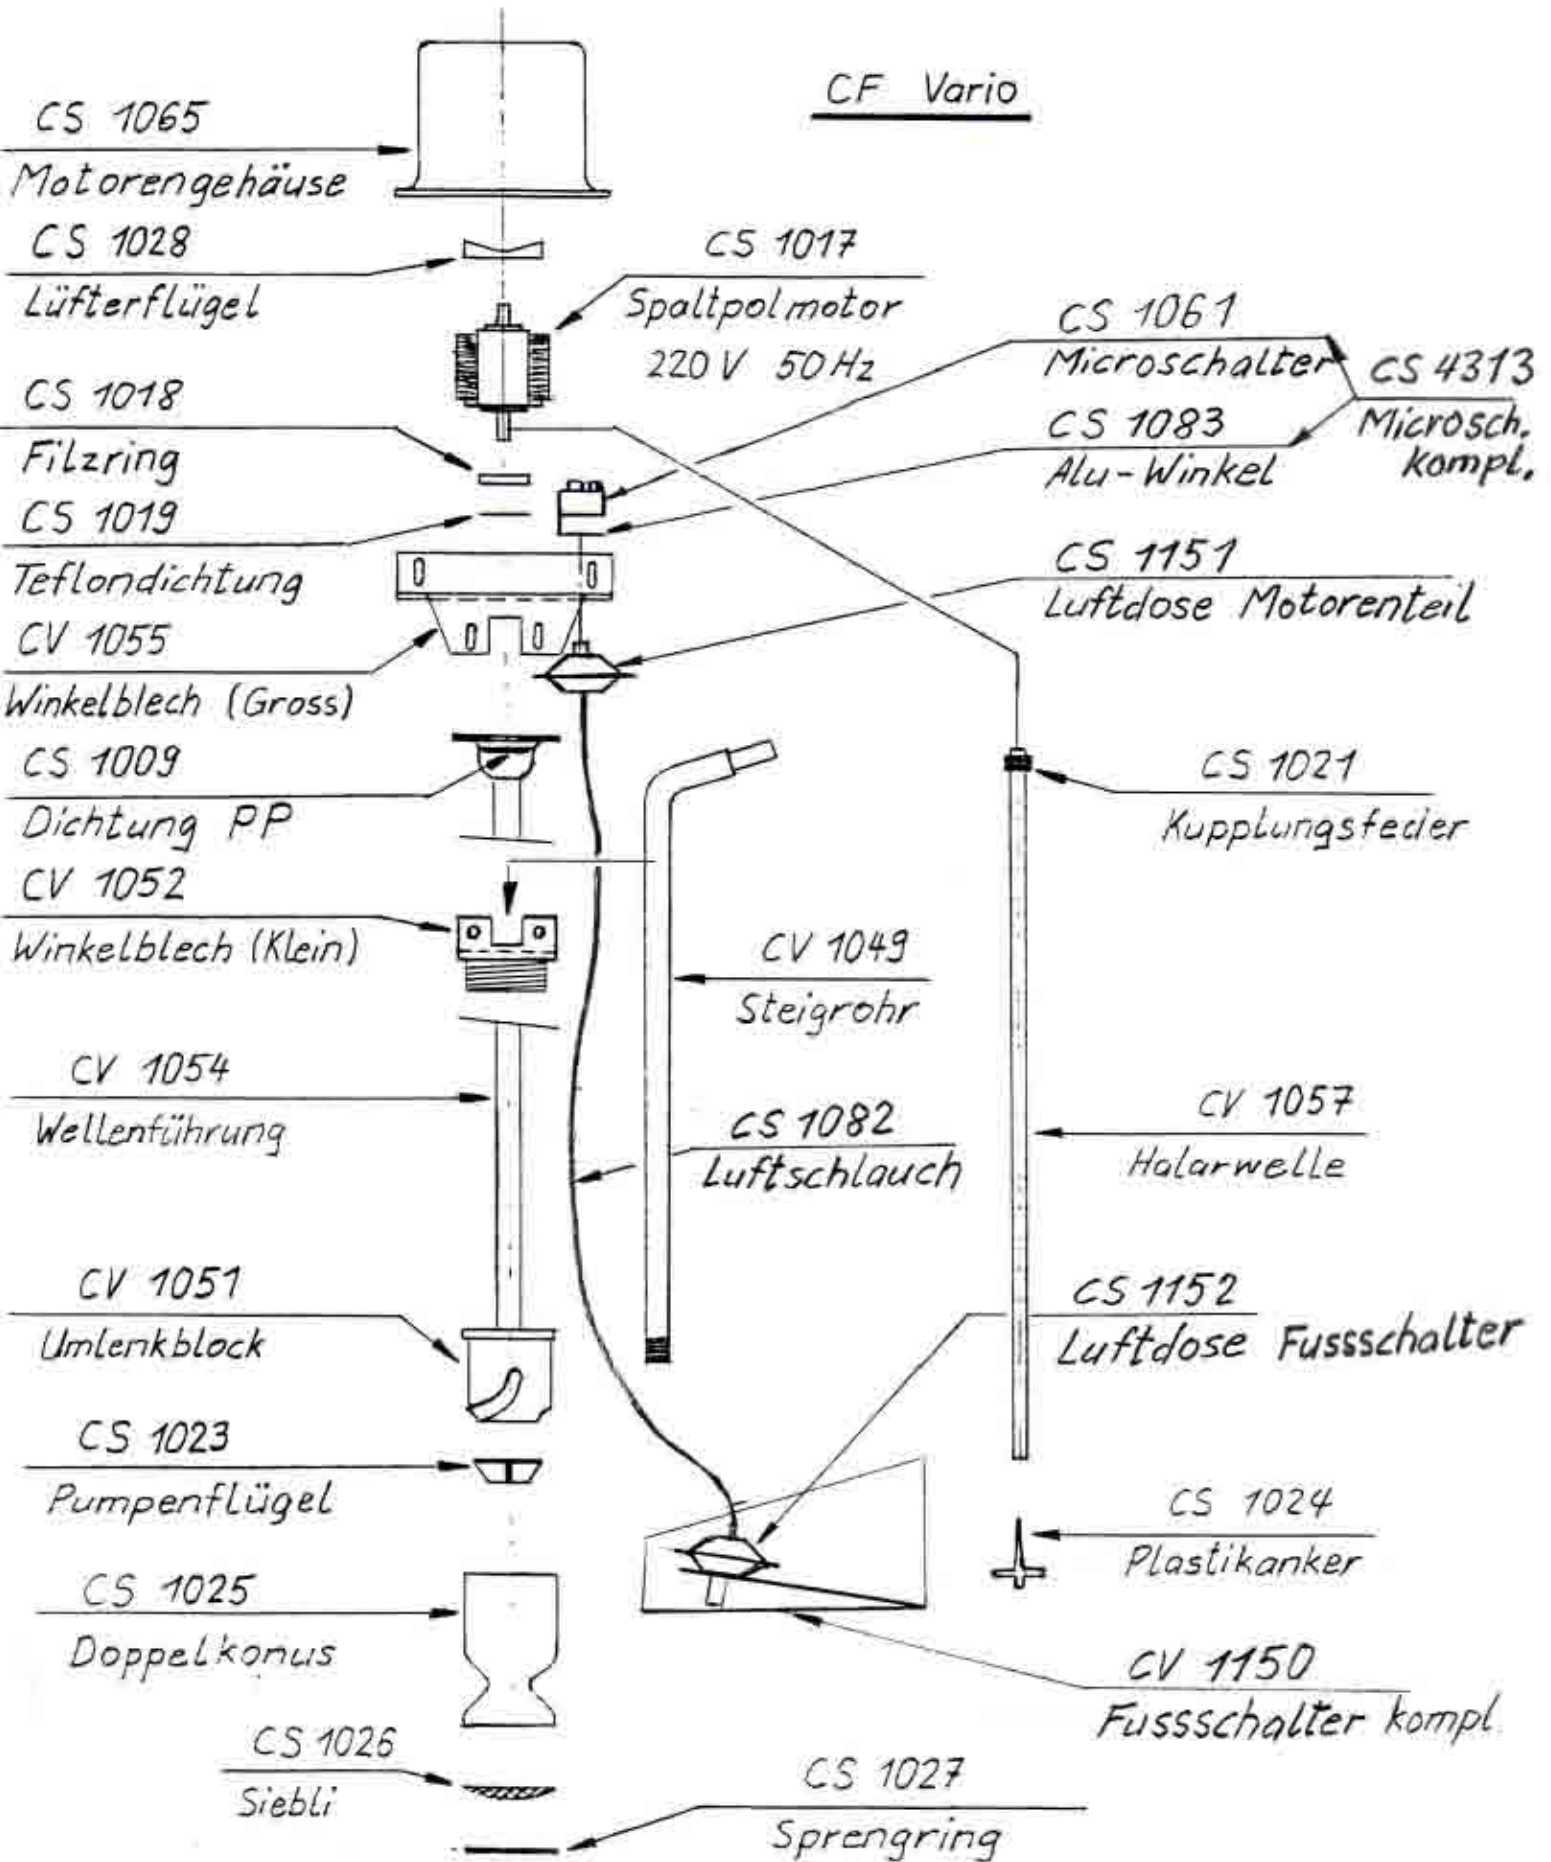 CF Vario
CS 1065
Motorengehäuse
CS 1028
Lüfterflügel
CS 1017
Spaltpolmotor
220V 50Hz
CS 1061
Microschalter
CS 4313
Microsch.
kompl.
CS 1083
Alu-Winkel
CS 1018
Filzring
CS 1019
Teflondichtung
CS 1151
Luftdose Motorenteil
CV 1055
Winkelblech (Gross)
CS 1009
Dichtung PP
CS 1021
Kupplungsfeder
CV 1052
Winkelblech (Klein)
CV 1049
Steigrohr
CV 1054
Wellenführung
CS 1082
Luftschlauch
CV 1057
Halarwelle
CV 1051
Umlenkblock
CS 1152
Luftdose Fussschalter
CS 1023
Pumpenflügel
CS 1024
Plastikanker
CS 1025
Doppelkonus
CV 1150
Fussschalter kompl.
CS 1026
Siebli
CS 1027
Sprengring